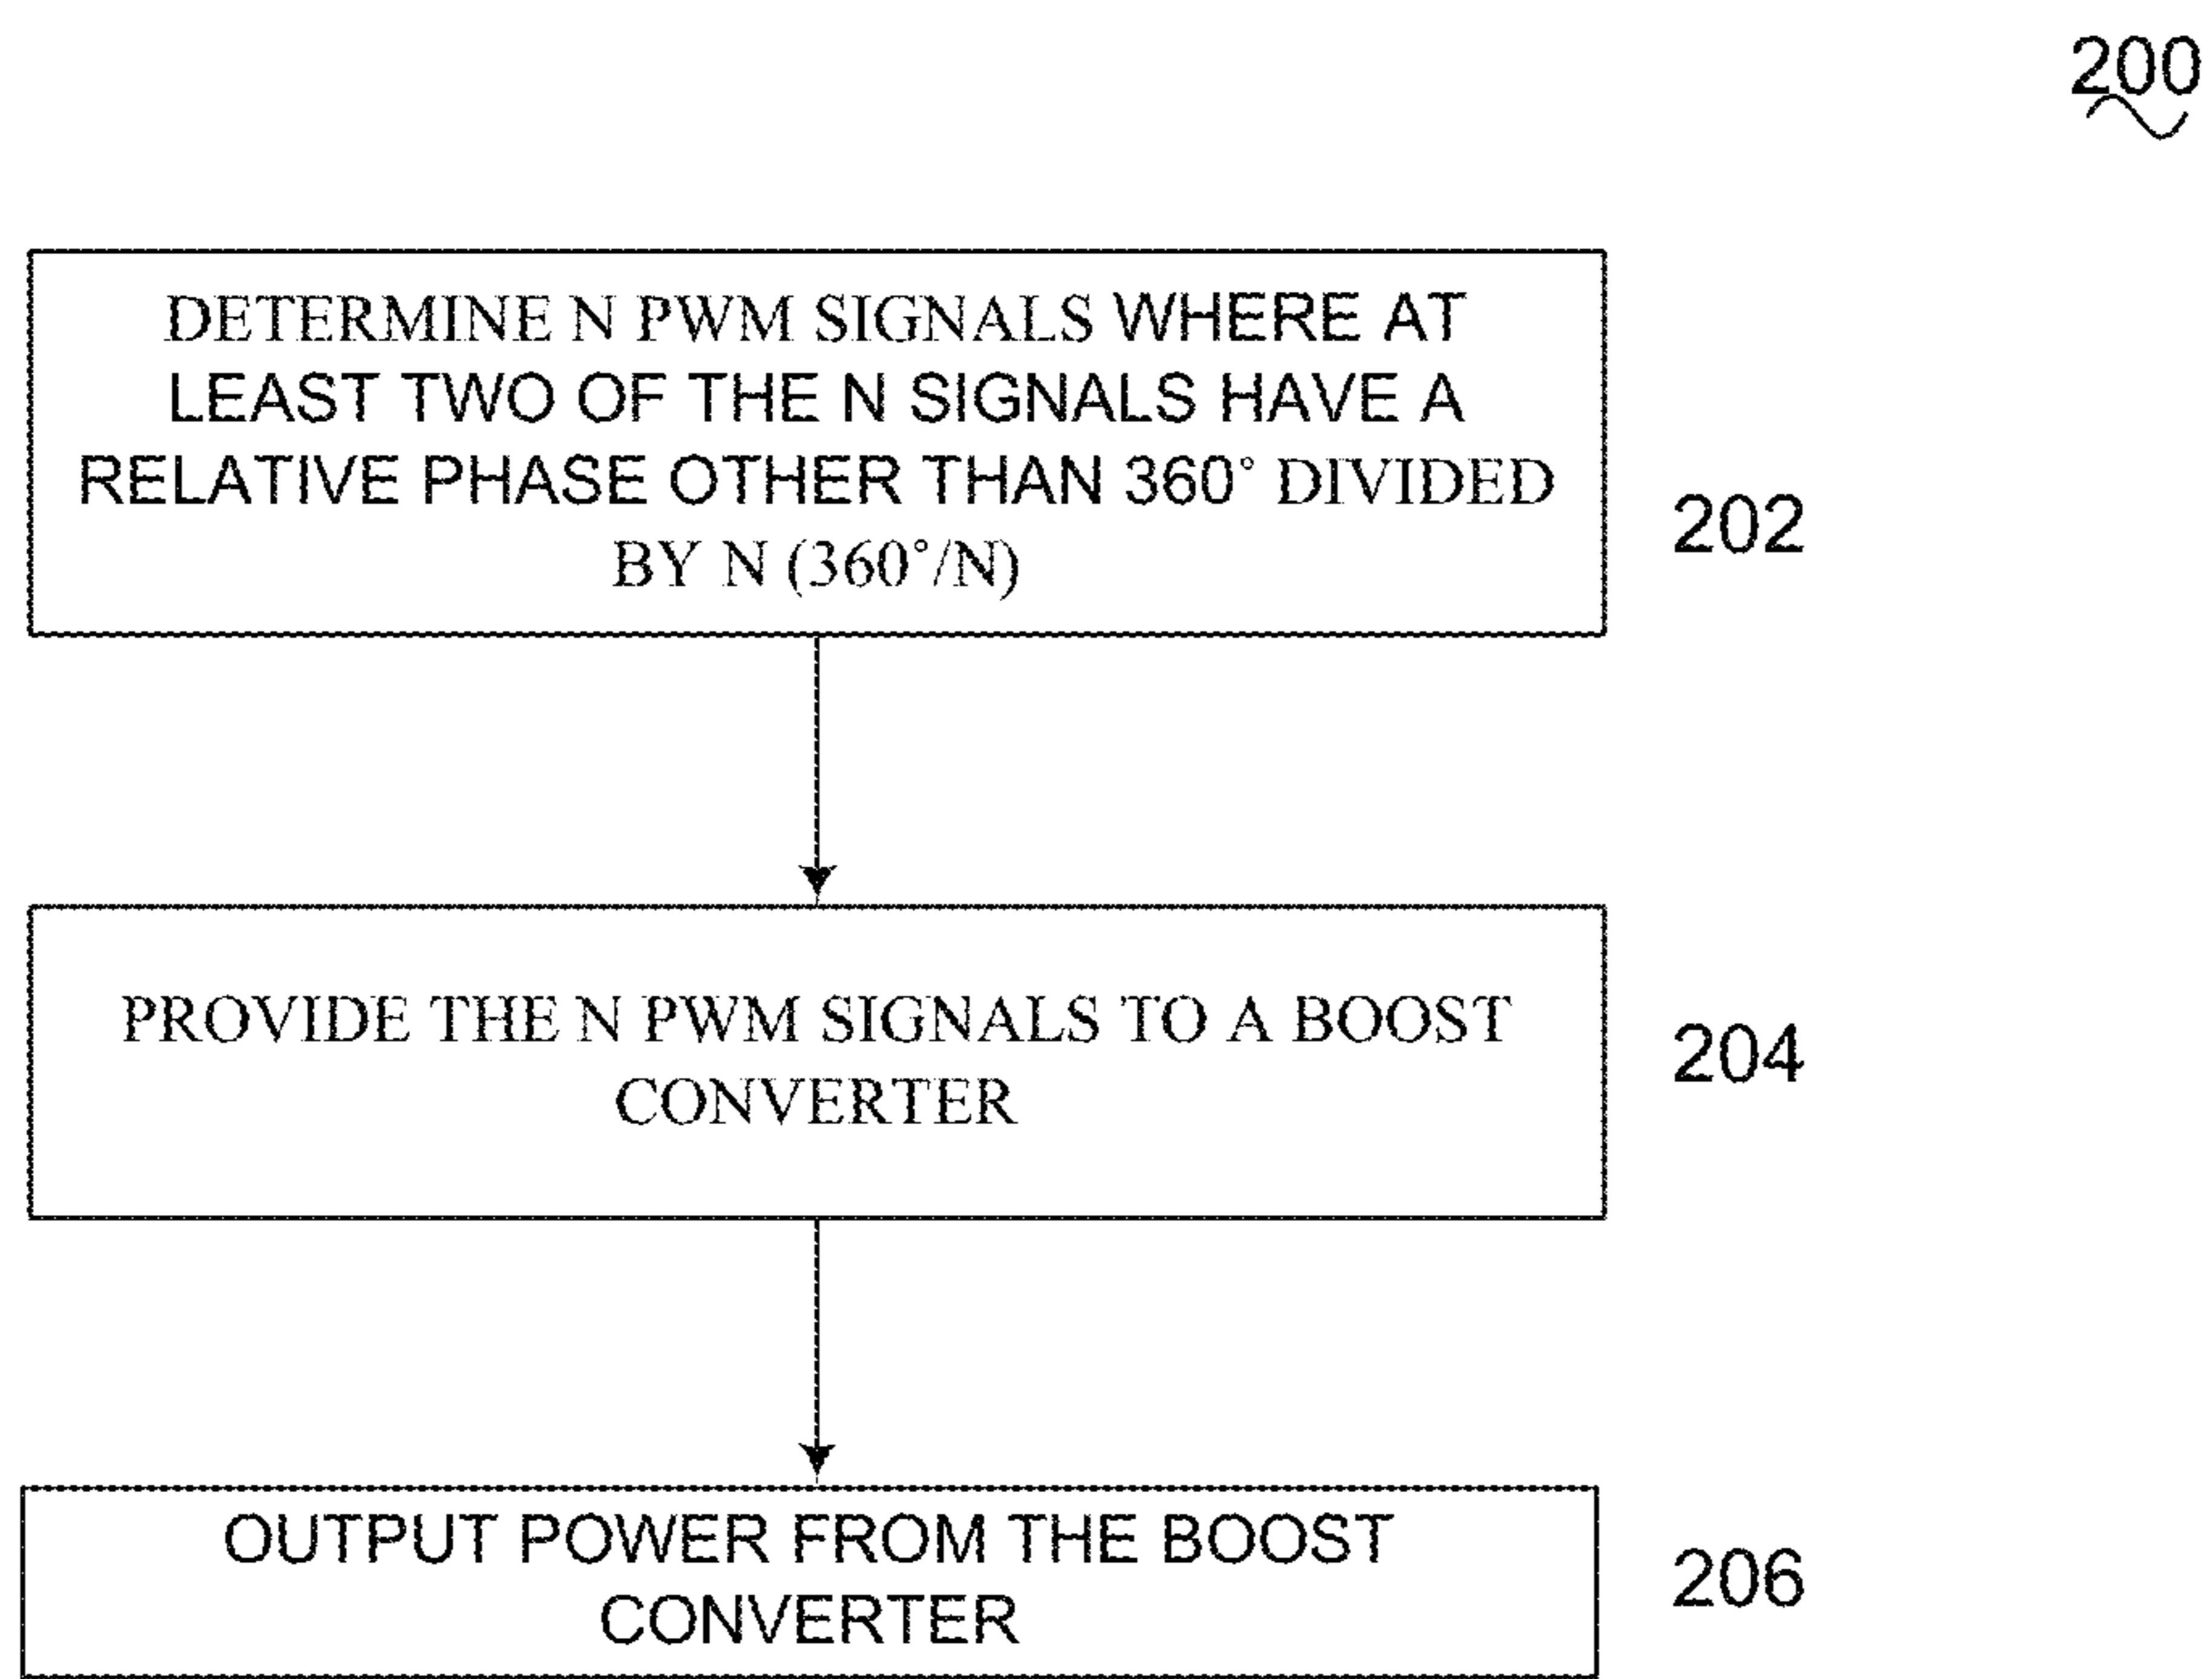 200
DETERMINE N PWM SIGNALS WHERE AT
LEAST TWO OF THE N SIGNALS HAVE A
RELATIVE PHASE OTHER THAN 360° DIVIDED
BY N (360°/N)
202
PROVIDE THE N PWM SIGNALS TO A BOOST
CONVERTER
204
OUTPUT POWER FROM THE BOOST
CONVERTER
206